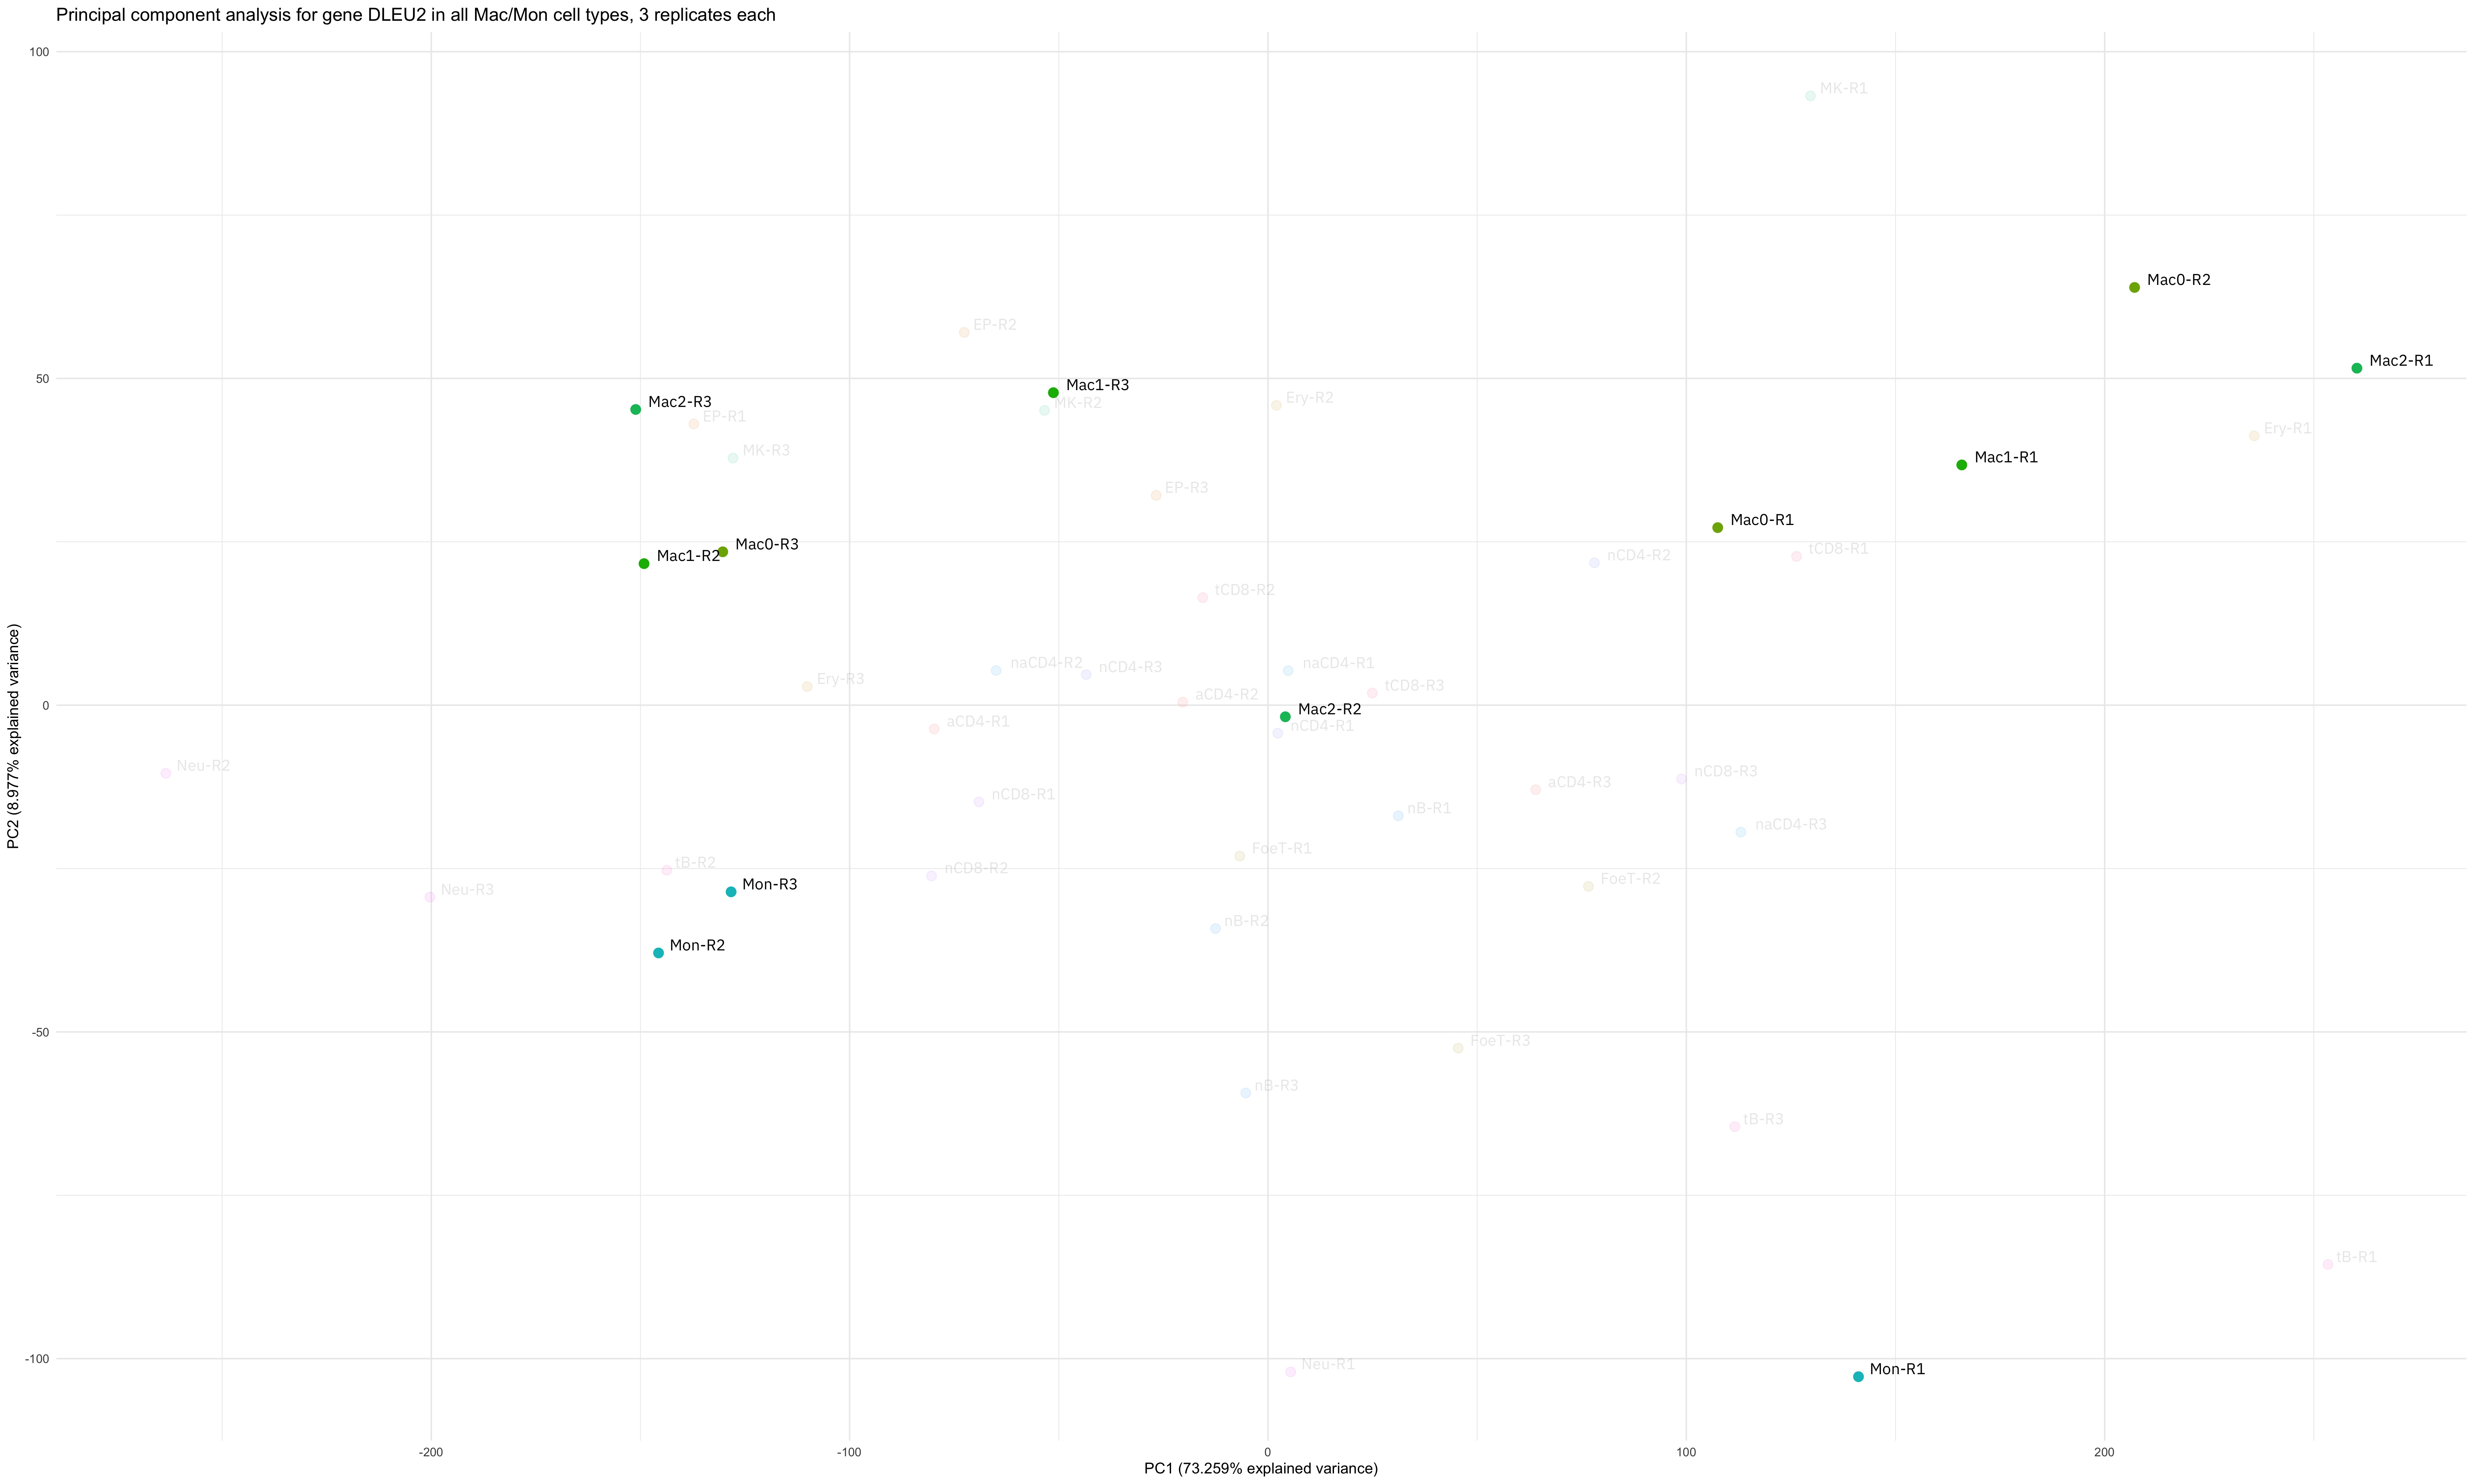 Principal component analysis for gene DLEU2 in all Mac/Mon cell types, 3 replicates each
100
MK-R1
Mac0-R2
EP-R2
Mac2-R1
50
Mac1-R3
Mac2-R3
MK-R2
Ery-R2
EP-R1
Ery-R1
MK-R3
Mac1-R1
EP-R3
Mac0-R1
Mac0-R3
Mac1-R2
nCD4-R2
tCD8-R1
tCD8-R2
naCD4-R2
nCD4-R3
naCD4-R1
Ery-R3
tCD8-R3
aCD4-R2
0
Mac2-R2
aCD4-R1
nCD4-R1
Neu-R2
nCD8-R3
aCD4-R3
nCD8-R1
nB-R1
naCD4-R3
FoeT-R1
tB-R2
nCD8-R2
FoeT-R2
Mon-R3
Neu-R3
nB-R2
Mon-R2
-50
FoeT-R3
nB-R3
tB-R3
tB-R1
-100
Neu-R1
Mon-R1
-200
-100
0
100
200
PC1 (73.259% explained variance)
PC2 (8.977% explained variance)